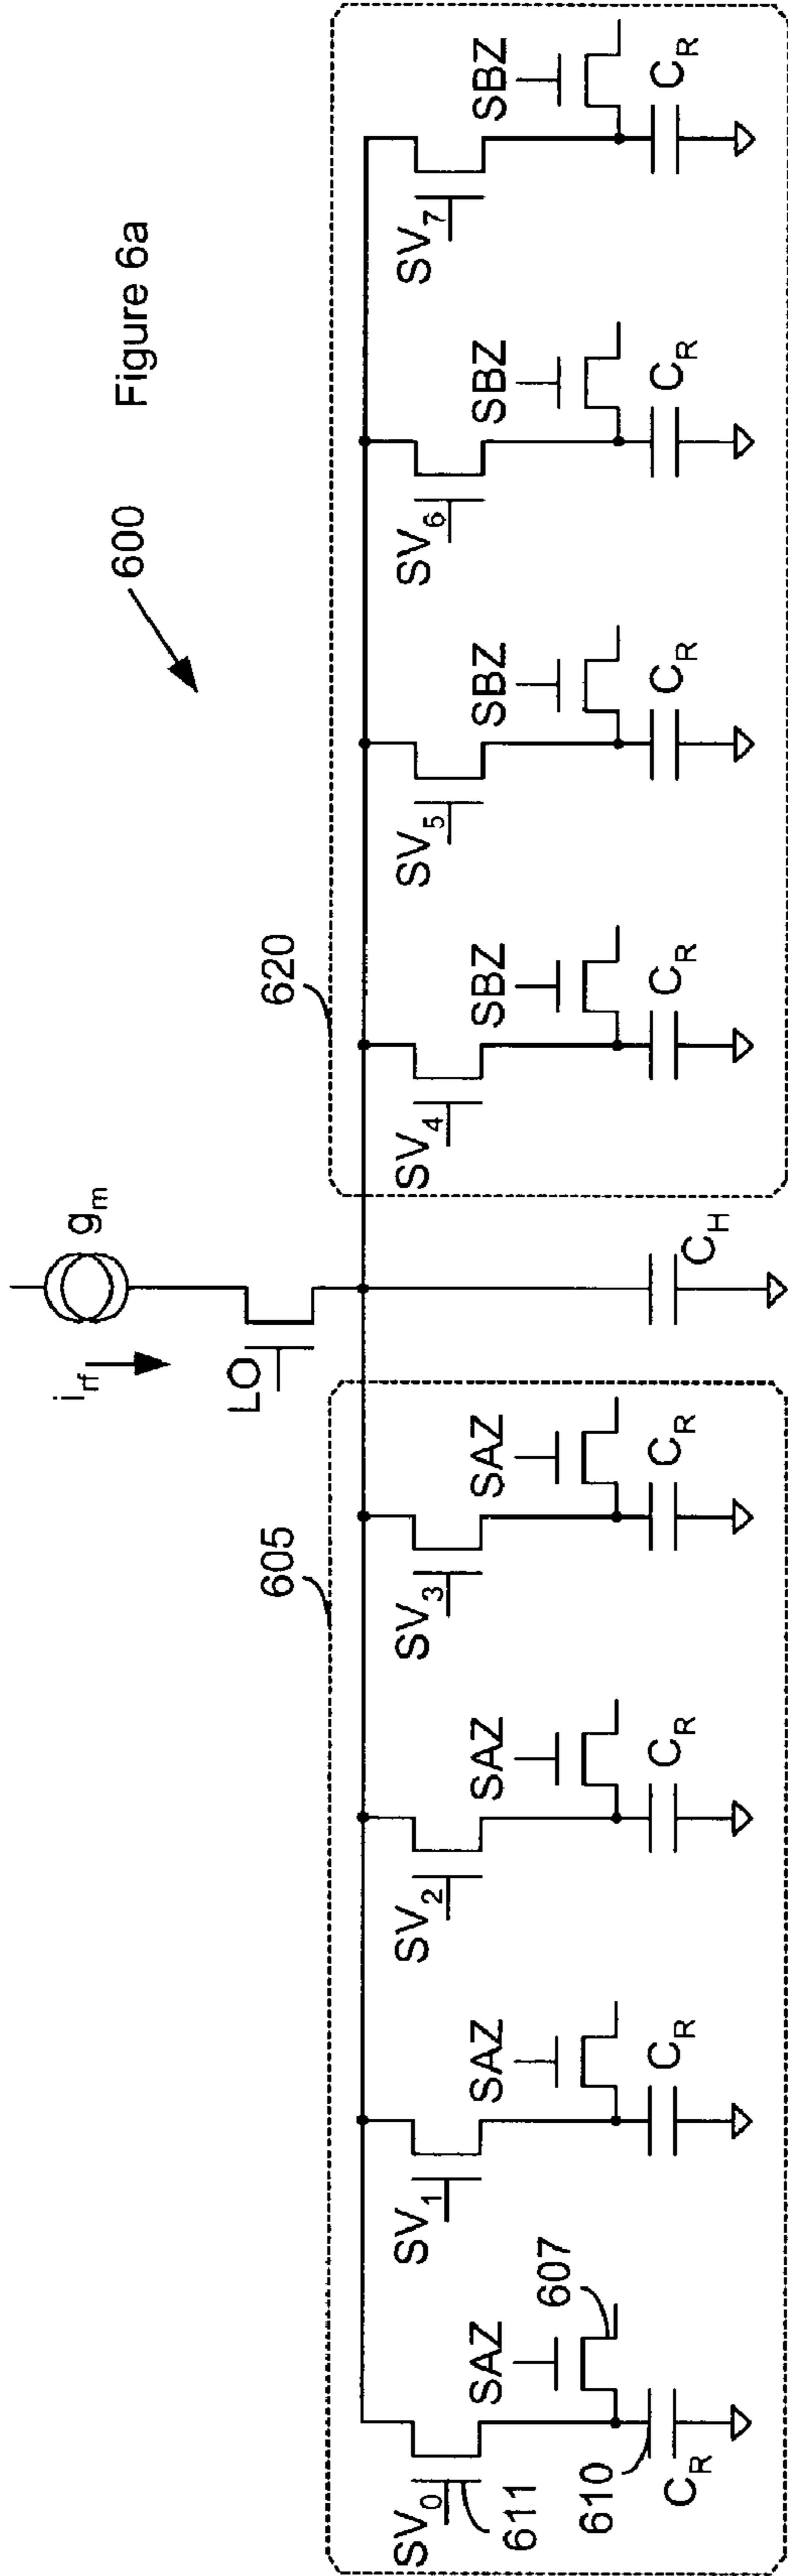 Figure 6a
600
i_rf
g_m
LO
605
620
SV_0
SV_1
SV_2
SV_3
SV_4
SV_5
SV_6
SV_7
SAZ
SAZ
SAZ
SAZ
SBZ
SBZ
SBZ
SBZ
611
607
610
C_R
C_R
C_R
C_R
C_H
C_R
C_R
C_R
C_R